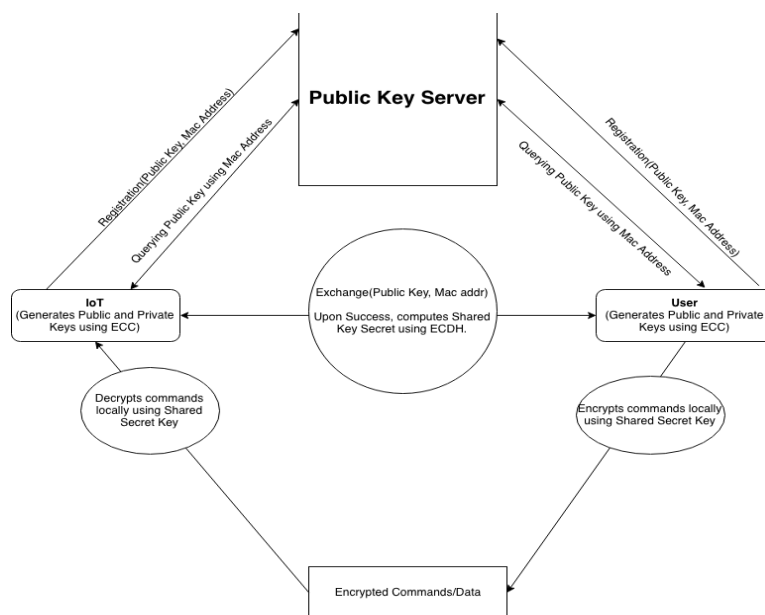 Public Key Server
Registration(Public Key, Mac Address)
Querying Public Key using Mac Address
Querying Public Key using Mac Address
Registration(Public Key, Mac Address)
IoT
(Generates Public and Private
Keys using ECC)
Exchange(Public Key, Mac addr)
Upon Success, computes Shared
Key Secret using ECDH.
User
(Generates Public and Private
Keys using ECC)
Decrypts commands
locally using Shared
Secret Key
Encrypts commands locally
using Shared Secret Key
Encrypted Commands/Data